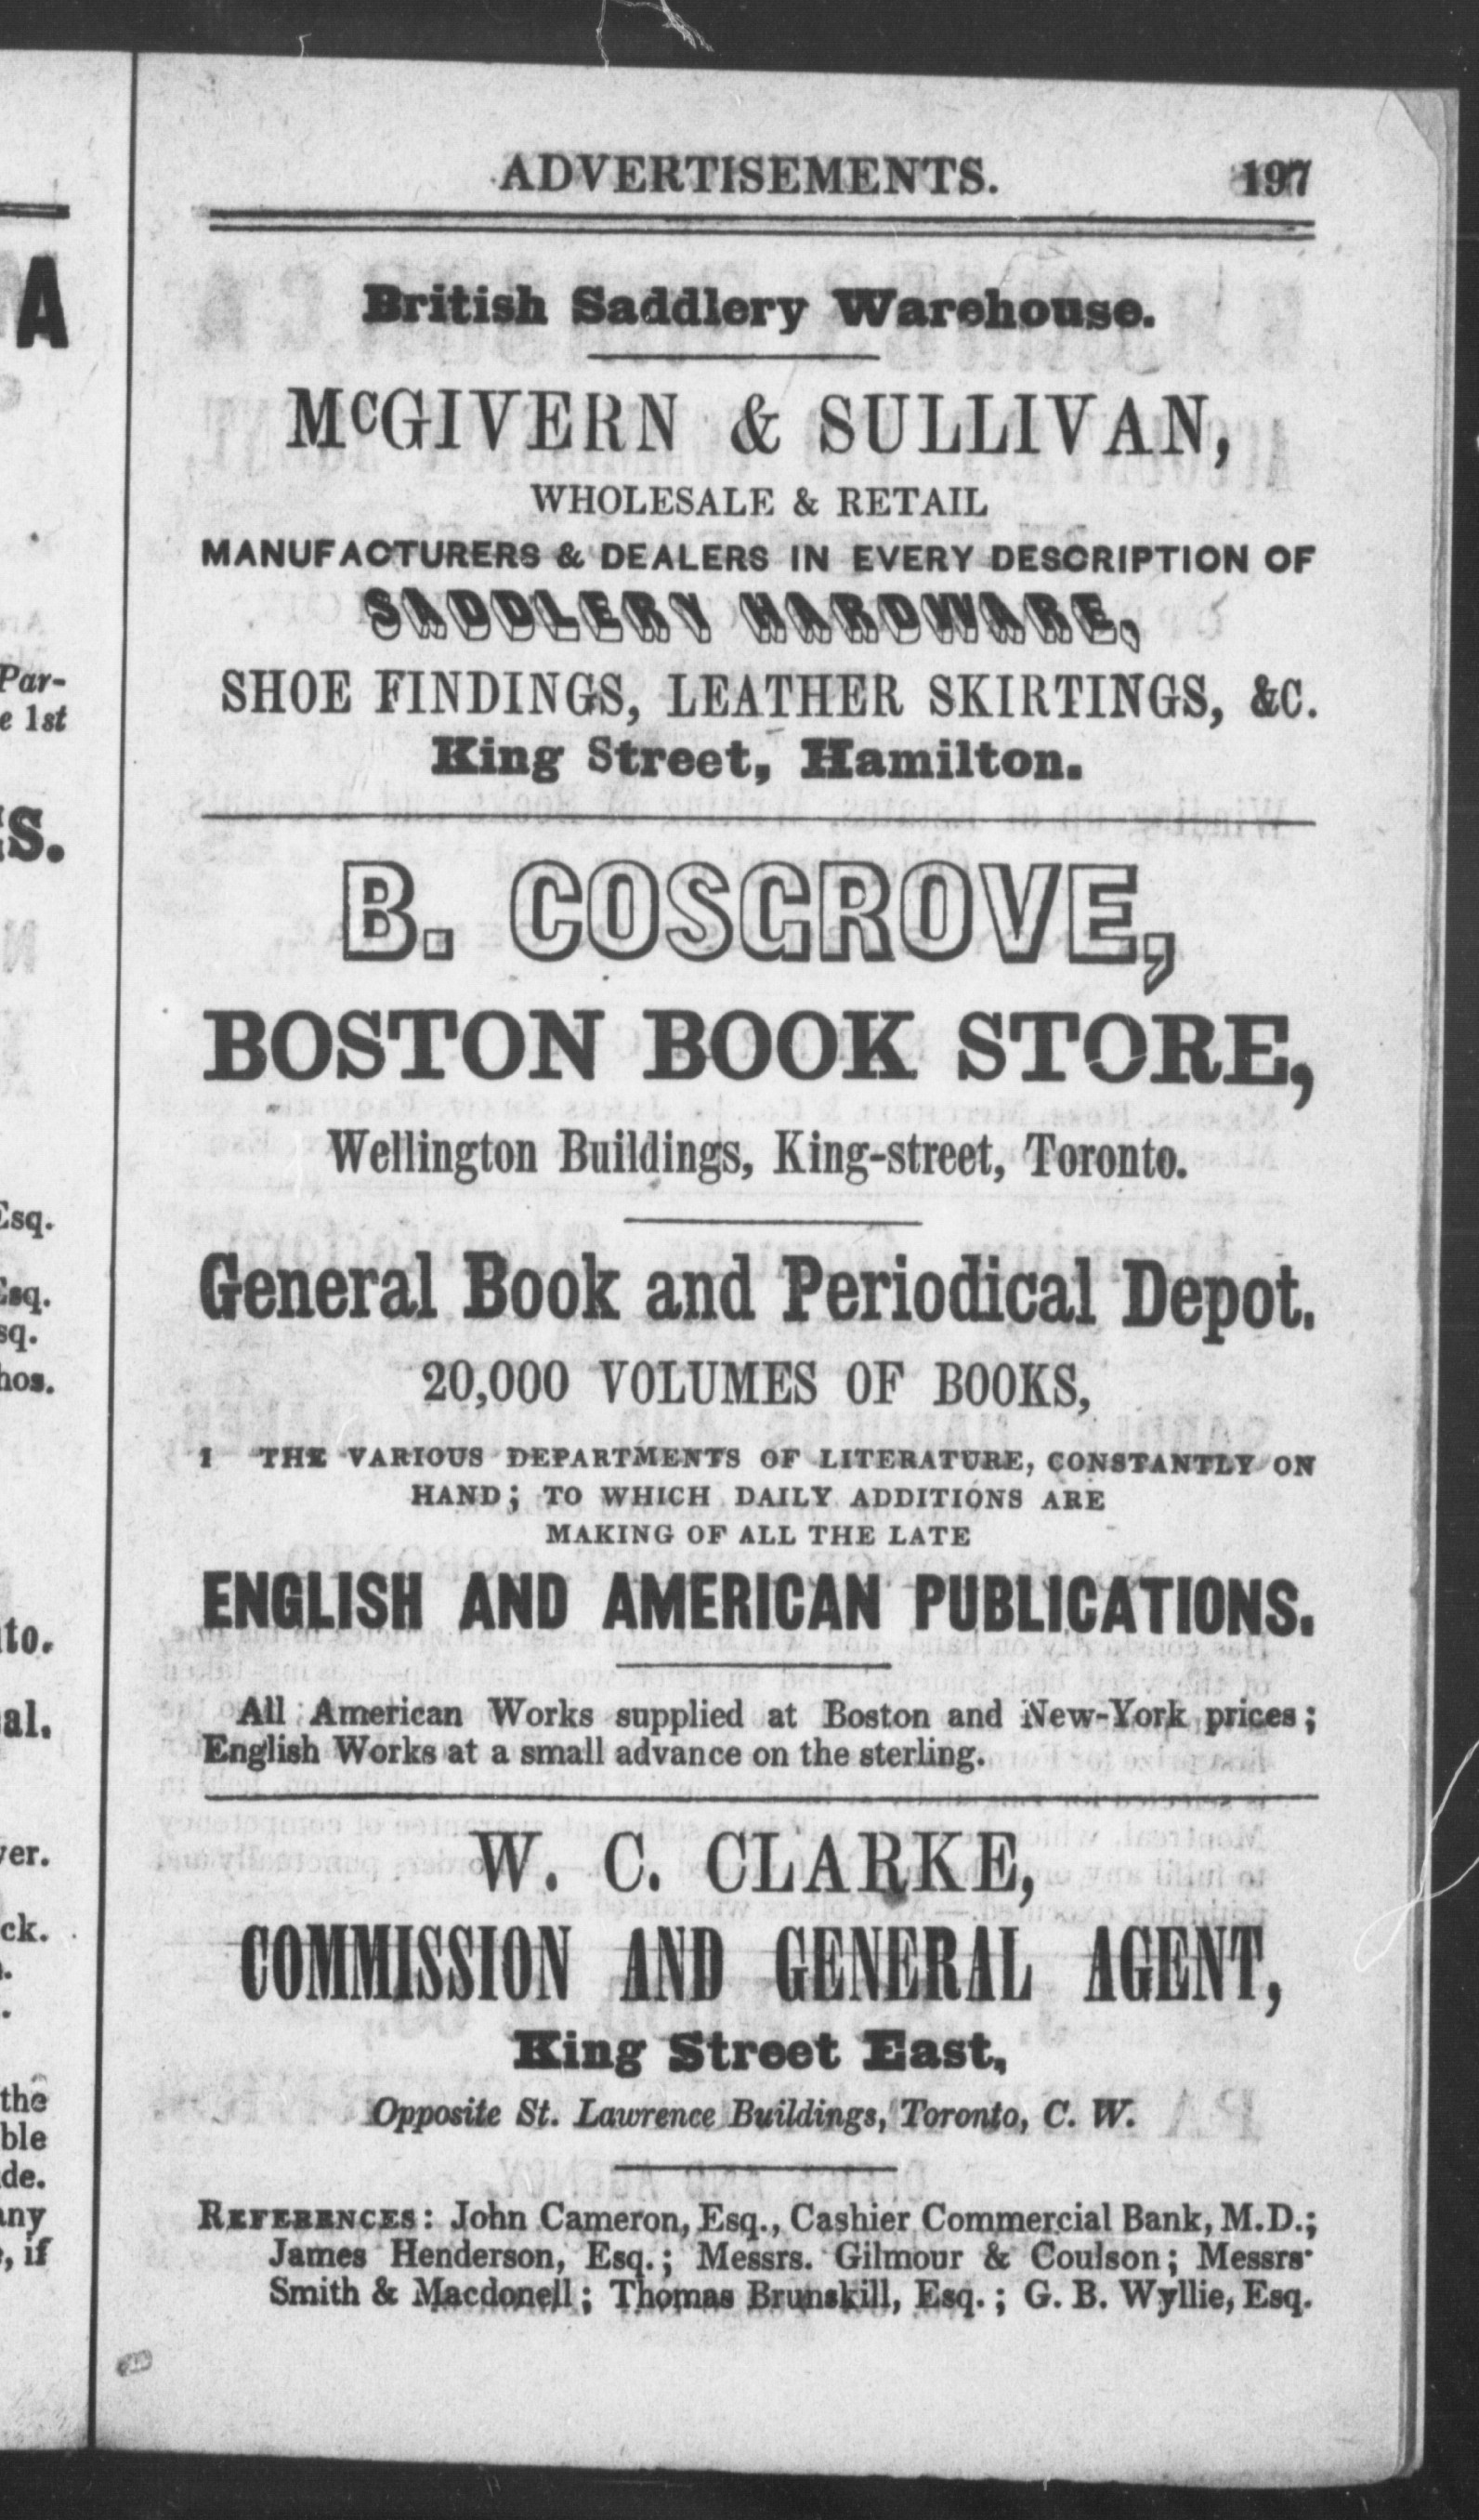 ADVERTISEMENTS. 197
British Saddlery Warehouse.
McGIVERN & SULLIVAN,
WHOLESALE & RETAIL
MANUFACTURERS & DEALERS IN EVERY DESCRIPTION OF
SADDLERY HARDWARE,
SHOE FINDINGS, LEATHER SKIRTINGS, &C.
King Street, Hamilton.
B. COSGROVE,
BOSTON BOOK STORE,
Wellington Buildings, King-street, Toronto.
General Book and Periodical Depot.
20,000 VOLUMES OF BOOKS,
I THE VARIOUS DEPARTMENTS OF LITERATURE, CONSTANTLY ON
HAND; TO WHICH DAILY ADDITIONS ARE
MAKING OF ALL THE LATE
ENGLISH AND AMERICAN PUBLICATIONS.
All American Works supplied at Boston and New-York prices;
English Works at a small advance on the sterling.
W. C. CLARKE,
COMMISSION AND GENERAL AGENT,
King Street East,
Opposite St. Lawrence Buildings, Toronto, C. W.
REFERENCES: John Cameron, Esq., Cashier Commercial Bank, M.D.;
James Henderson, Esq.; Messrs. Gilmour & Coulson; Messrs.
Smith & Macdonell; Thomas Brunskill, Esq.; G. B. Wyllie, Esq.